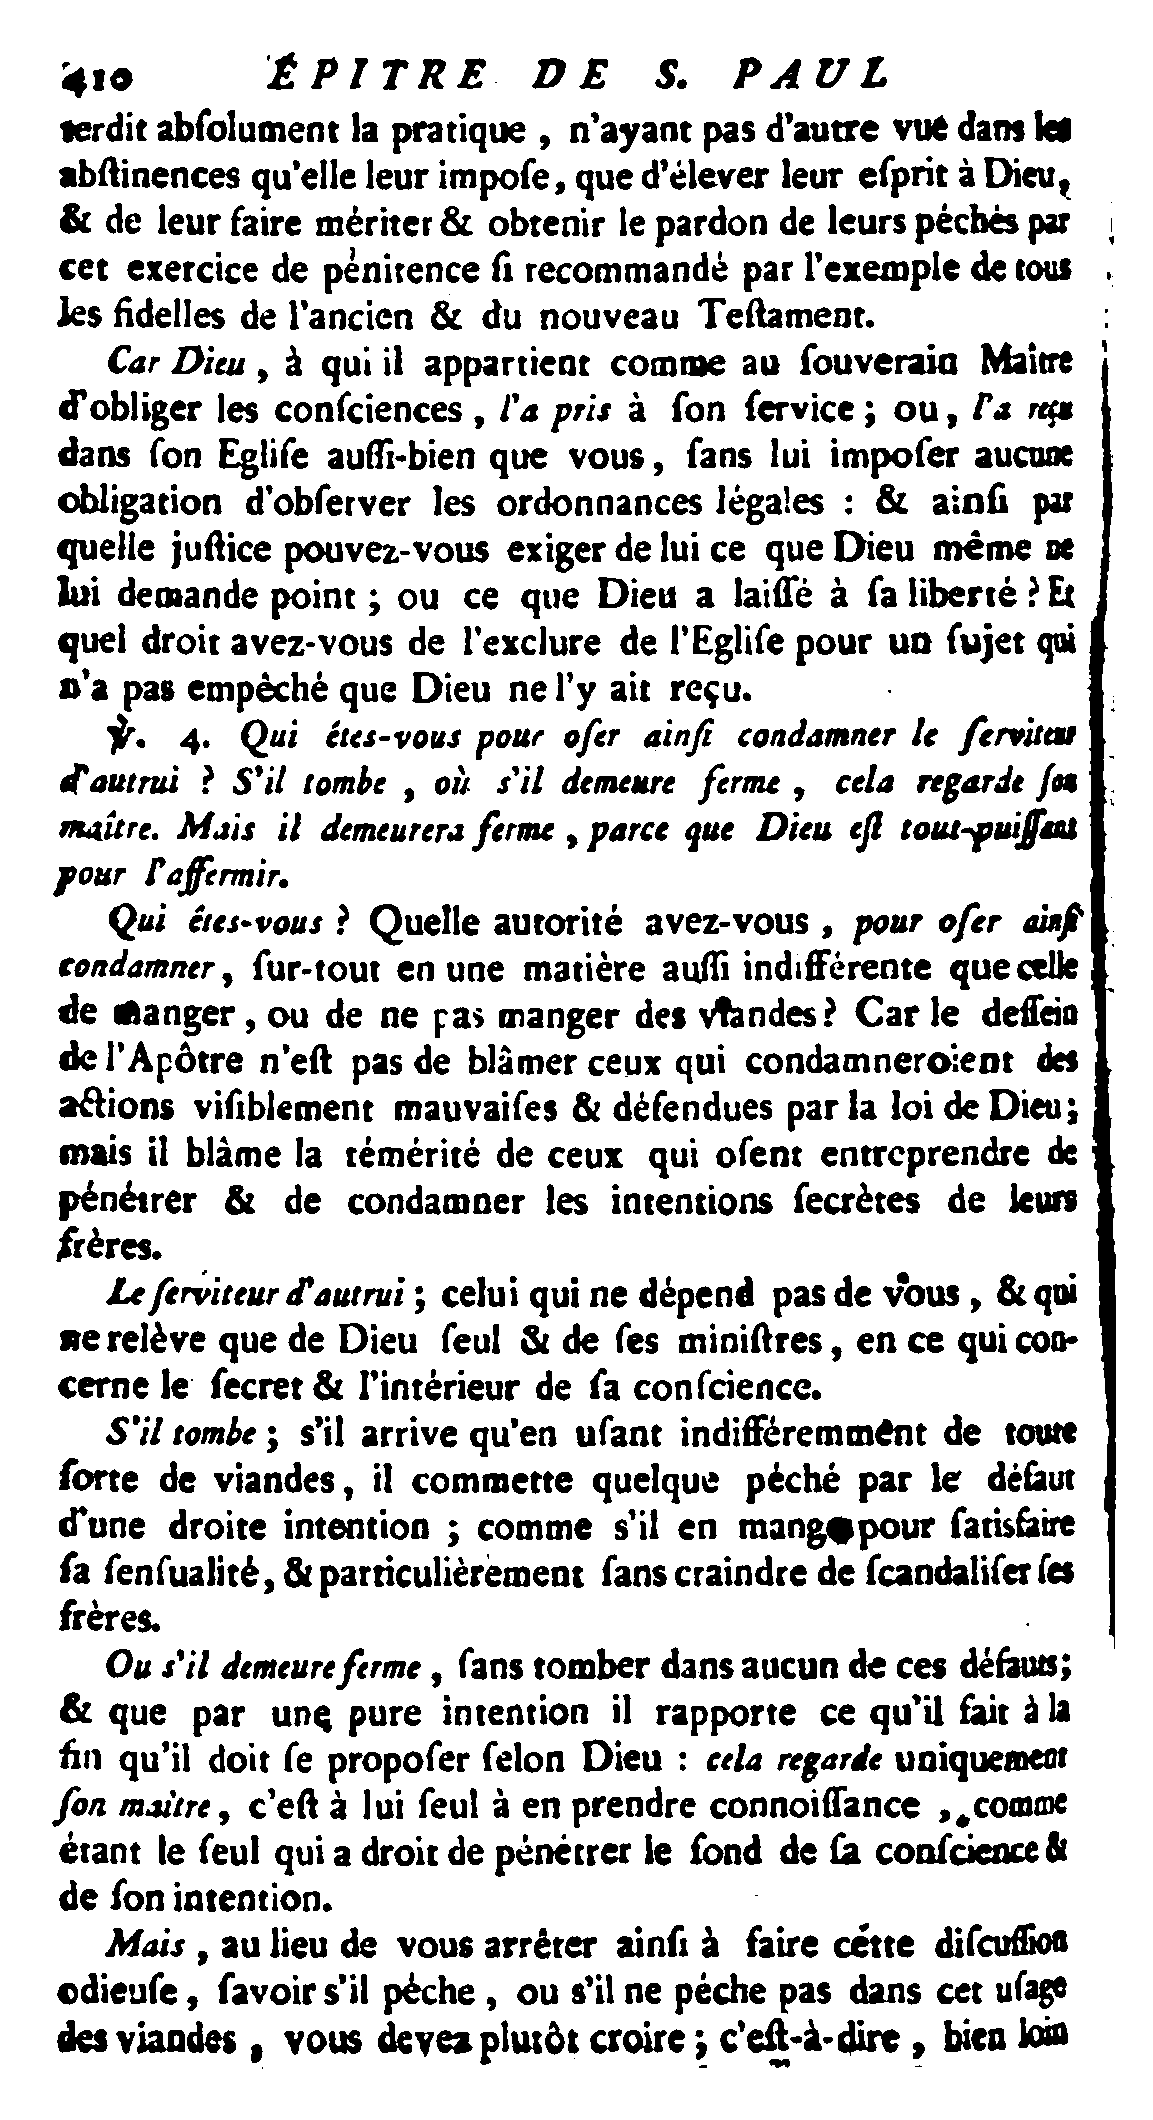 410 ÉPITRE DE S. PAUL
terdit abſolument la pratique, n'ayant pas d'autre vue dans les
abſtinences qu'elle leur impoſe, que d'élever leur eſprit à Dieu,
& de leur faire mériter & obtenir le pardon de leurs péchés par
cet exercice de pénitence ſi recommandé par l'exemple de tous
les fidelles de l'ancien & du nouveau Teſtament.
Car Dieu, à qui il appartient comme au ſouverain Maître
d'obliger les conſciences, l'a pris à ſon ſervice; ou, l'a reçu
dans ſon Egliſe auſſi-bien que vous, ſans lui impoſer aucune
obligation d'obſerver les ordonnances légales : & ainſi par
quelle juſtice pouvez-vous exiger de lui ce que Dieu même ne
lui demande point ; ou ce que Dieu a laiſſé à ſa liberté ? Et
quel droit avez-vous de l'exclure de l'Egliſe pour un ſujet qui
n'a pas empêché que Dieu ne l'y ait reçu.
℣. 4. Qui êtes-vous pour oſer ainſi condamner le ſerviteur
d'autrui ? S'il tombe, où s'il demeure ferme, cela regarde ſon
maître. Mais il demeurera ferme, parce que Dieu eſt tout-puiſſant
pour l'affermir.
Qui êtes-vous ? Quelle autorité avez-vous, pour oſer ainſi
condamner, ſur-tout en une matière auſſi indifférente que celle
de manger, ou de ne pas manger des viandes ? Car le deſſein
de l'Apôtre n'eſt pas de blâmer ceux qui condamneroient des
actions viſiblement mauvaiſes & défendues par la loi de Dieu;
mais il blâme la témérité de ceux qui oſent entreprendre de
pénétrer & de condamner les intentions ſecrètes de leurs
frères.
Le ſerviteur d'autrui ; celui qui ne dépend pas de vous, & qui
ne relève que de Dieu ſeul & de ſes miniſtres, en ce qui con-
cerne le ſecret & l'intérieur de ſa conſcience.
S'il tombe ; s'il arrive qu'en uſant indifféremment de toute
ſorte de viandes, il commette quelque péché par le défaut
d'une droite intention ; comme s'il en mange pour ſatisfaire
ſa ſenſualité, & particulièrement ſans craindre de ſcandaliſer ſes
frères.
Ou s'il demeure ferme, ſans tomber dans aucun de ces défauts;
& que par une pure intention il rapporte ce qu'il fait à la
fin qu'il doit ſe propoſer ſelon Dieu : cela regarde uniquement
ſon maître, c'eſt à lui ſeul à en prendre connoiſſance, comme
étant le ſeul qui a droit de pénétrer le fond de ſa conſcience &
de ſon intention.
Mais, au lieu de vous arrêter ainſi à faire cette diſcuſſion
odieuſe, ſavoir s'il pèche, ou s'il ne péche pas dans cet uſage
des viandes, vous devez plutôt croire ; c'eſt-à-dire, bien loin